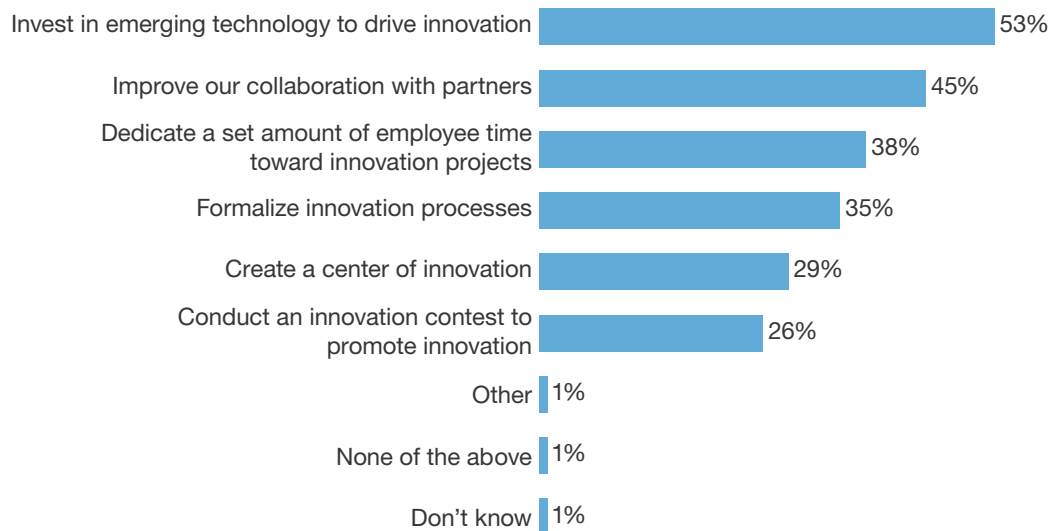 Invest in emerging technology to drive innovation 53%
Improve our collaboration with partners 45%
Dedicate a set amount of employee time
toward innovation projects 38%
Formalize innovation processes 35%
Create a center of innovation 29%
Conduct an innovation contest to
promote innovation 26%
Other 1%
None of the above 1%
Don’t know 1%